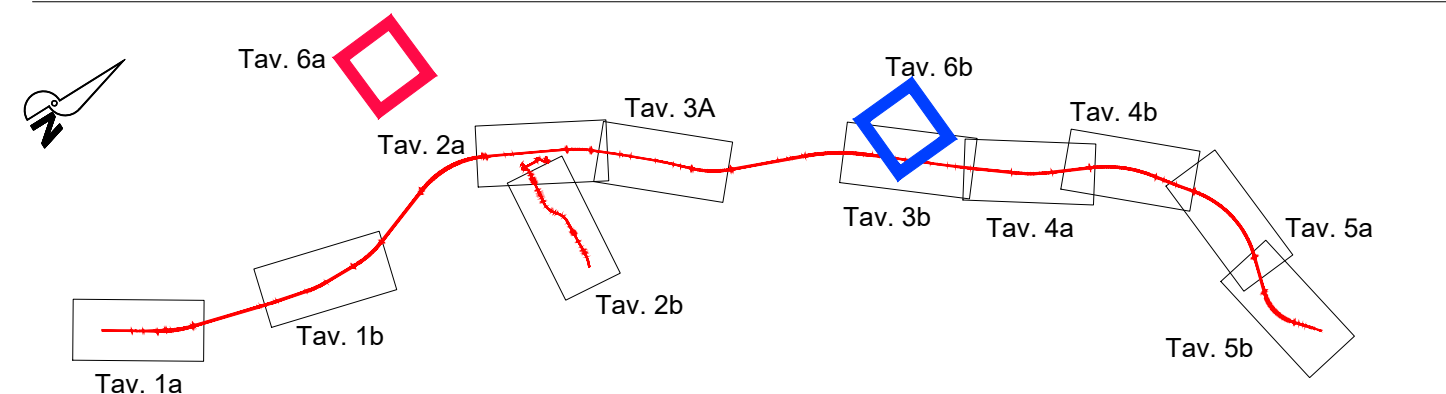 Tav. 6a
Tav. 6b
Tav. 3A
Tav. 4b
Tav. 2a
N
Tav. 3b
Tav. 4a
Tav. 5a
Tav. 2b
Tav. 1b
Tav. 5b
Tav. 1a